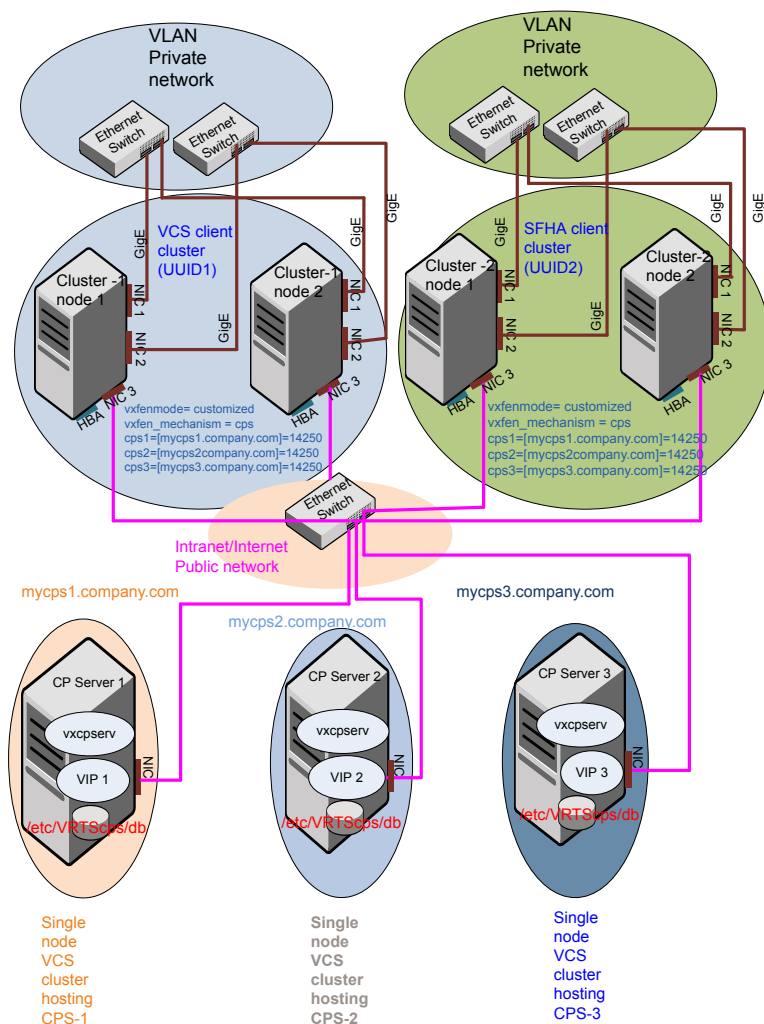 VLAN
Private
network
VLAN
Private
network
Ethernet
Switch
Ethernet
Switch
Ethernet
Switch
Ethernet
Switch
GigE
GigE
GigE
GigE
GigE
GigE
GigE
GigE
VCS client
cluster
(UUID1)
SFHA client
cluster
(UUID2)
Cluster -1
node 1
NIC 1
NIC 2
NIC 3
HBA
Cluster-1
node 2
NIC 1
NIC 2
NIC 3
HBA
Cluster -2
node 1
NIC 1
NIC 2
NIC 3
HBA
Cluster-2
node 2
NIC 1
NIC 2
NIC 3
HBA
vxfenmode= customized
vxfen_mechanism = cps
cps1=[mycps1.company.com]=14250
cps2=[mycps2company.com]=14250
cps3=[mycps3.company.com]=14250
vxfenmode= customized
vxfen_mechanism = cps
cps1=[mycps1.company.com]=14250
cps2=[mycps2company.com]=14250
cps3=[mycps3.company.com]=14250
Ethernet
Switch
Intranet/Internet
Public network
mycps1.company.com
mycps2.company.com
mycps3.company.com
CP Server 1
vxcpserv
VIP 1
NIC
/etc/VRTScps/db
CP Server 2
vxcpserv
VIP 2
NIC
/etc/VRTScps/db
CP Server 3
vxcpserv
VIP 3
NIC
/etc/VRTScps/db
Single
node
VCS
cluster
hosting
CPS-1
Single
node
VCS
cluster
hosting
CPS-2
Single
node
VCS
cluster
hosting
CPS-3